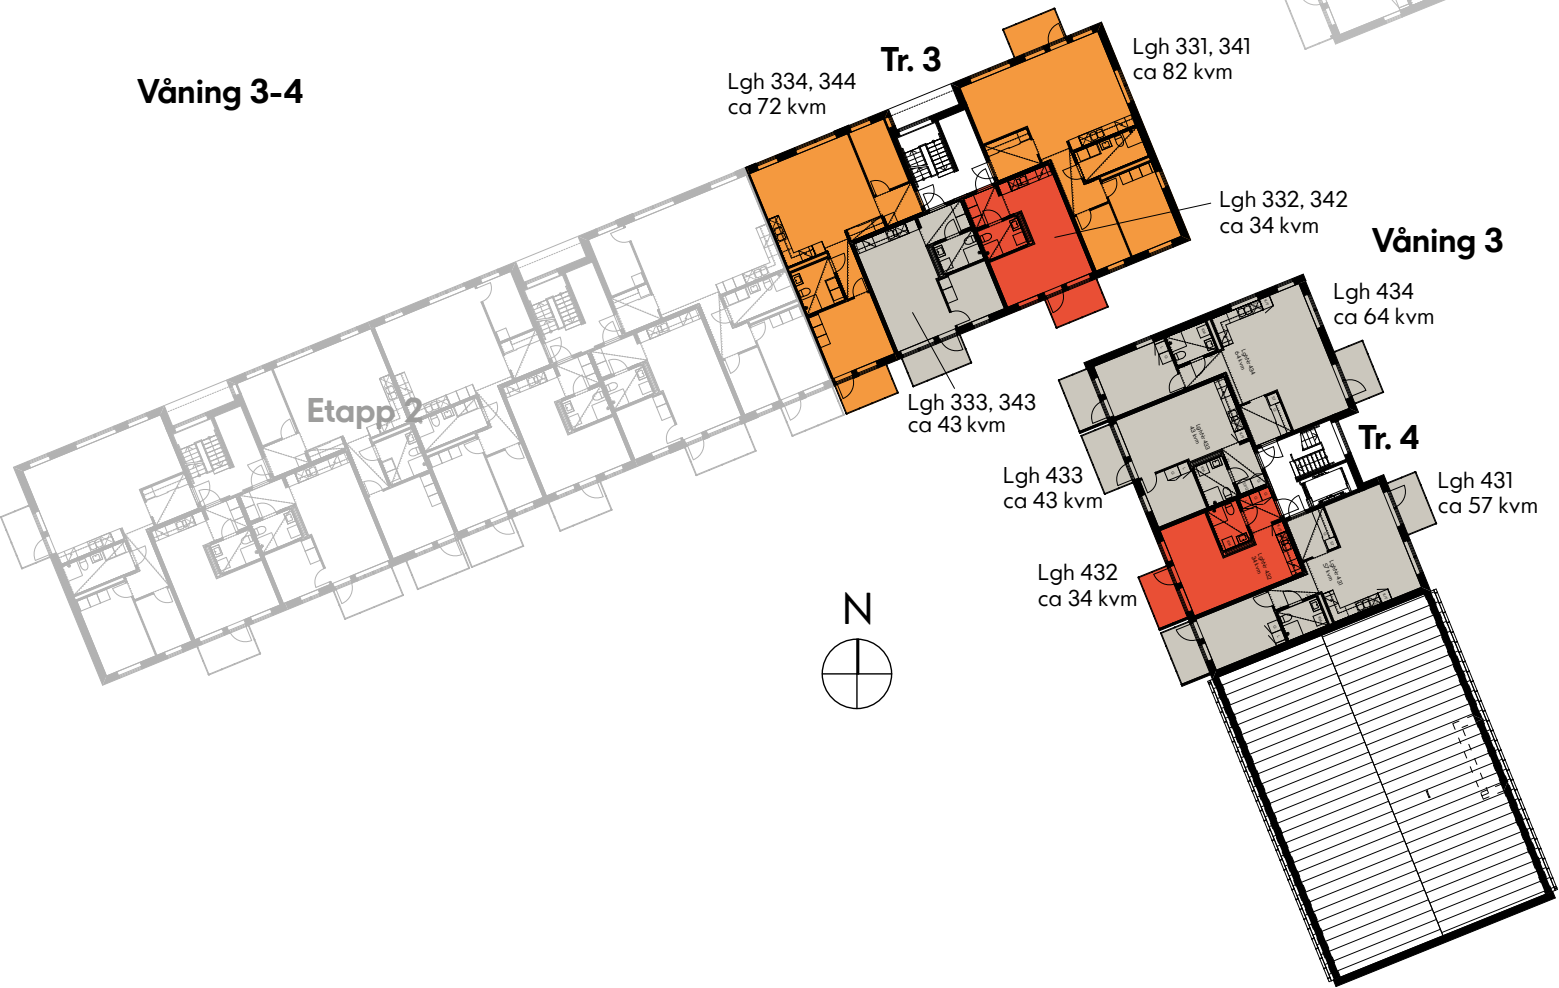 Våning 3-4
Tr. 3
Lgh 334, 344
ca 72 kvm
Lgh 331, 341
ca 82 kvm
Lgh 332, 342
ca 34 kvm
Våning 3
Lgh 434
ca 64 kvm
Etapp 2
Lgh 333, 343
ca 43 kvm
Tr. 4
Lgh 433
ca 43 kvm
Lgh 431
ca 57 kvm
Lgh 432
ca 34 kvm
N